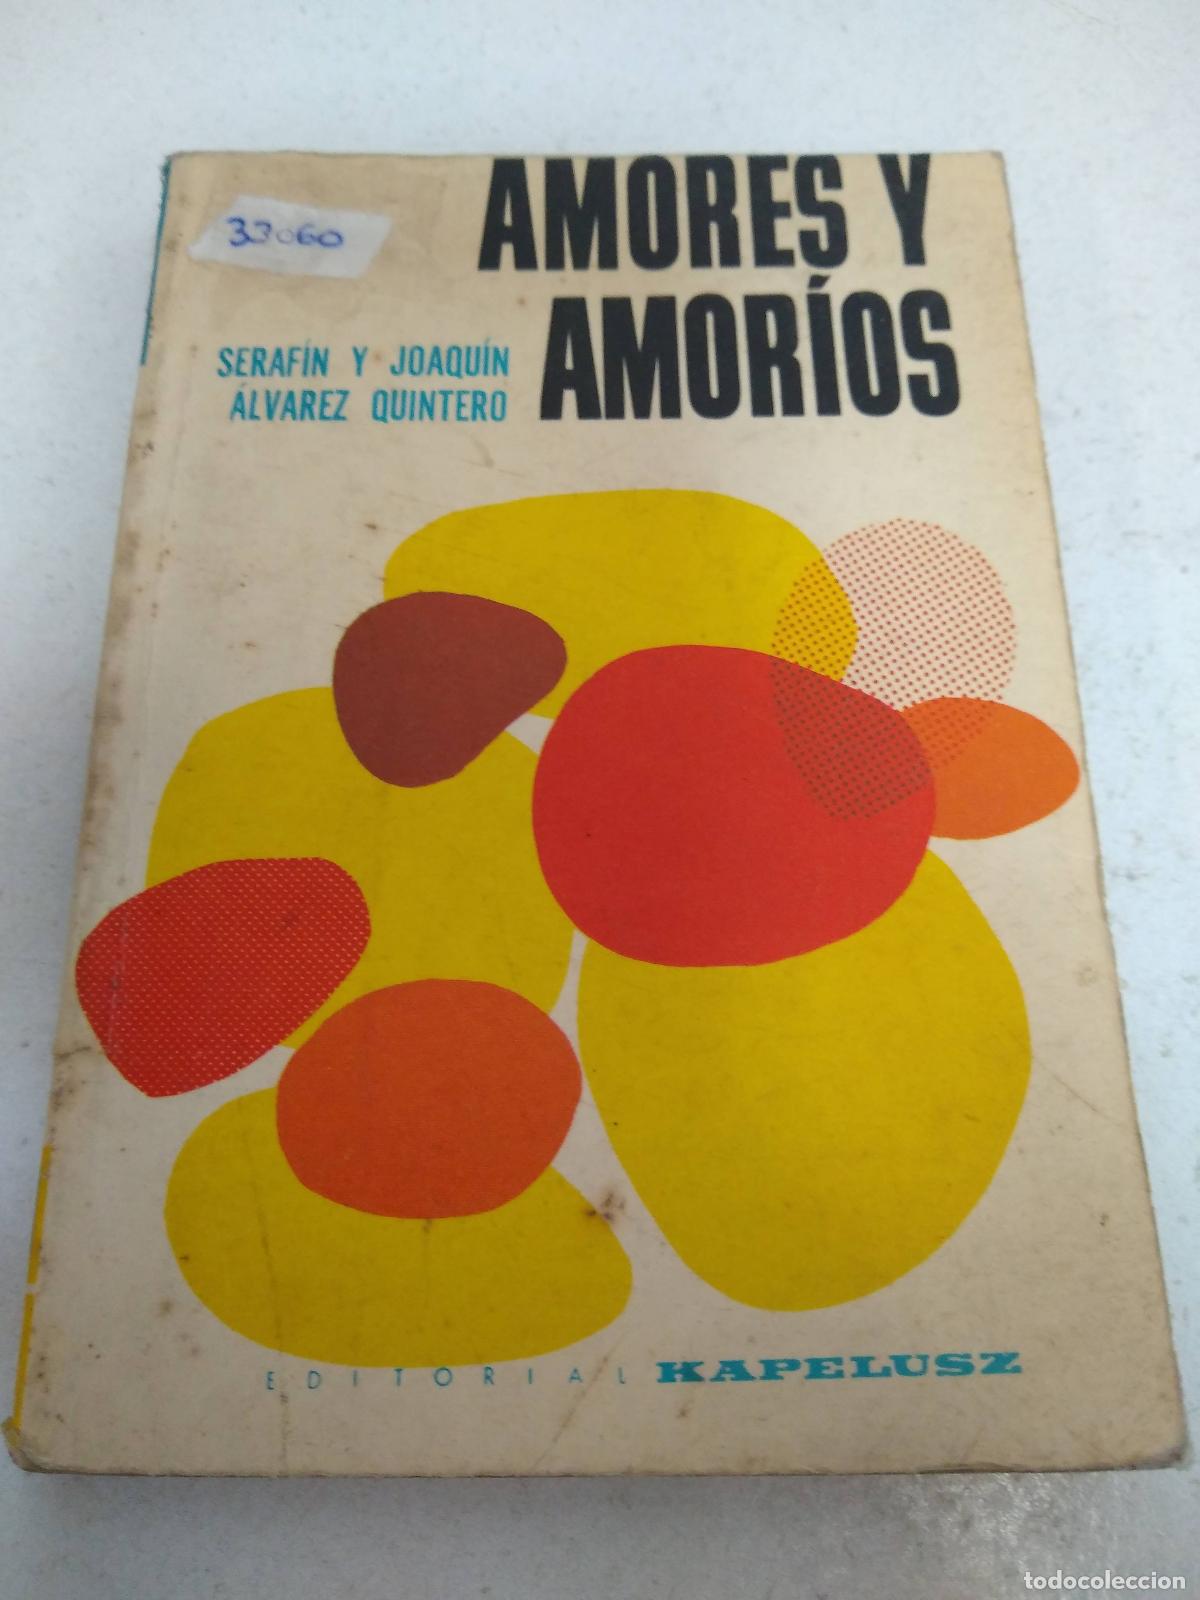 AMORES Y
AMORÍOS
33060
SERAFÍN Y JOAQUÍN
ÁLVAREZ QUINTERO
EDITORIAL KAPELUSZ
todocoleccion